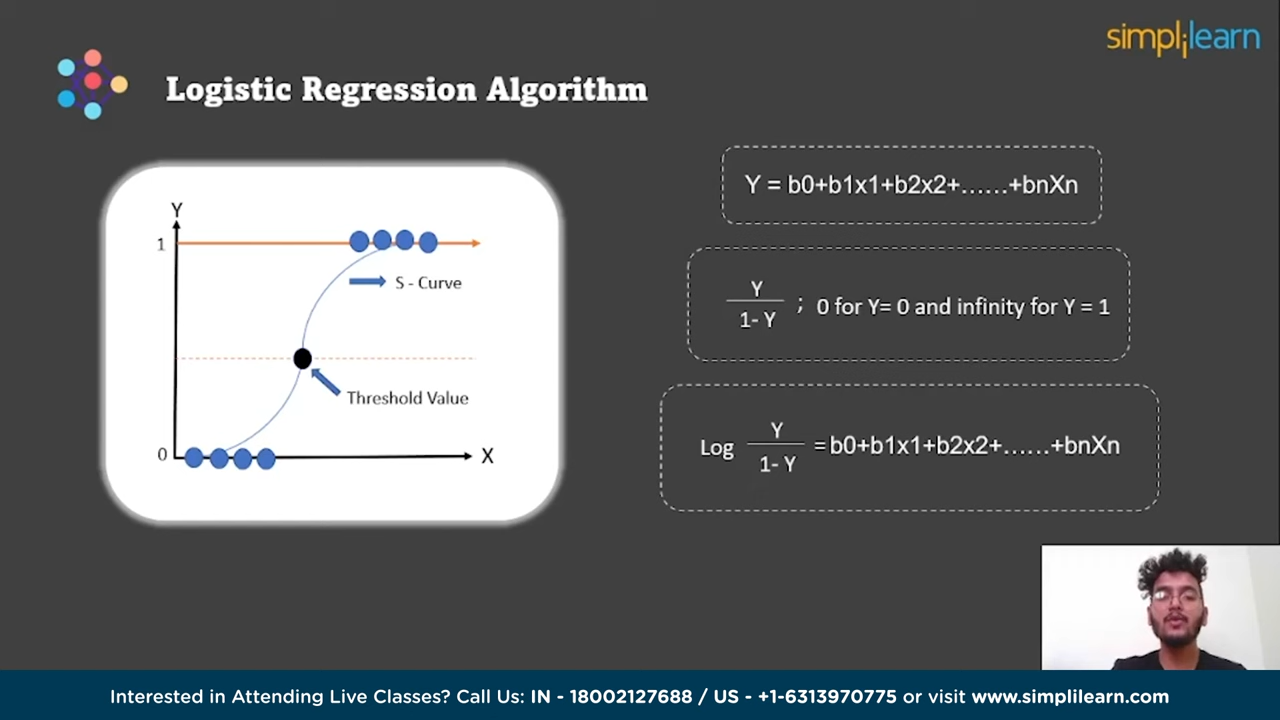 simplilearn
Logistic Regression Algorithm
Y
1
S - Curve
Threshold Value
0
X
Y = b0+b1x1+b2x2+......+bnXn
Y
1- Y
; 0 for Y= 0 and infinity for Y = 1
Log Y
1- Y
= b0+b1x1+b2x2+......+bnXn
Interested in Attending Live Classes? Call Us: IN - 18002127688 / US - +1-6313970775 or visit www.simplilearn.com